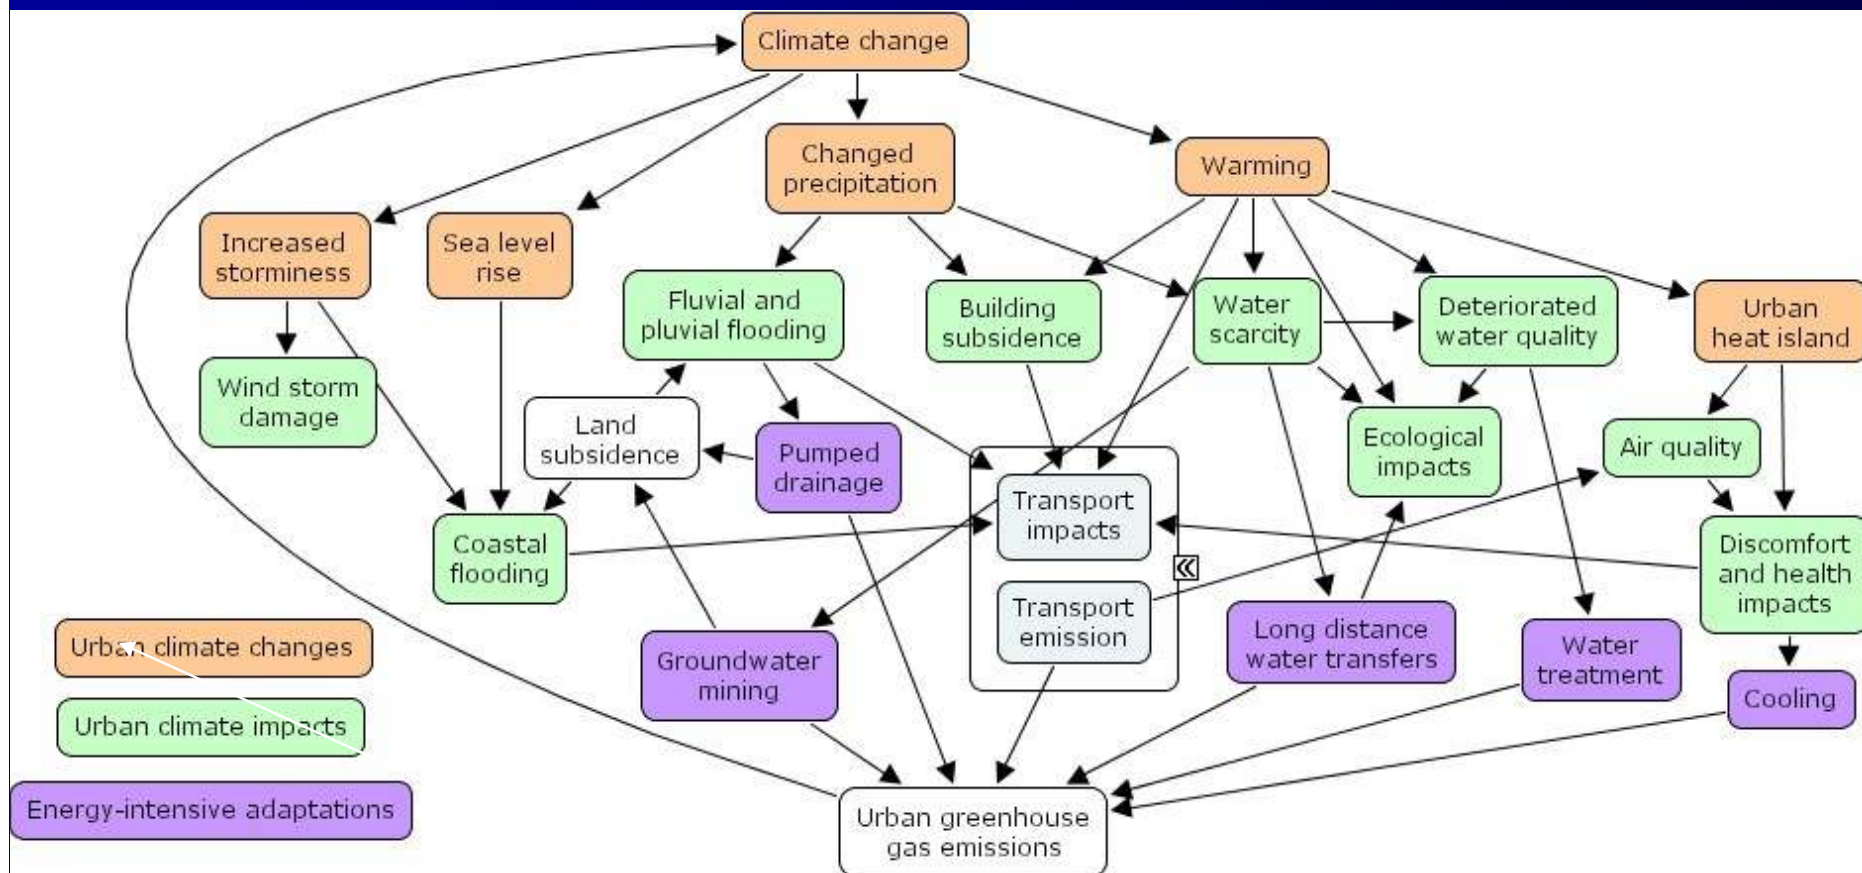 Climate change
Changed
precipitation
Warming
Increased
storminess
Sea level
rise
Fluvial and
pluvial flooding
Building
subsidence
Water
scarcity
Deteriorated
water quality
Urban
heat island
Wind storm
damage
Land
subsidence
Pumped
drainage
Ecological
impacts
Air quality
Transport
impacts
Coastal
flooding
Discomfort
and health
impacts
Transport
emission
Long distance
water transfers
Water
treatment
Groundwater
mining
Cooling
Urban climate changes
Urban climate impacts
Energy-intensive adaptations
Urban greenhouse
gas emissions